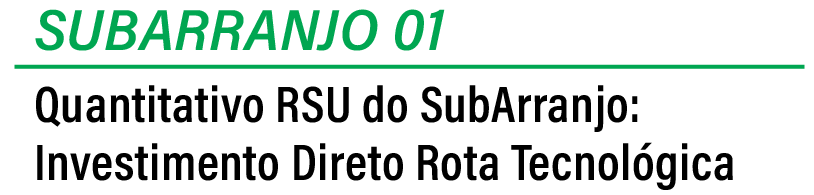 SUBARRANJO 01
Quantitativo RSU do SubArranjo:
Investimento Direto Rota Tecnológica